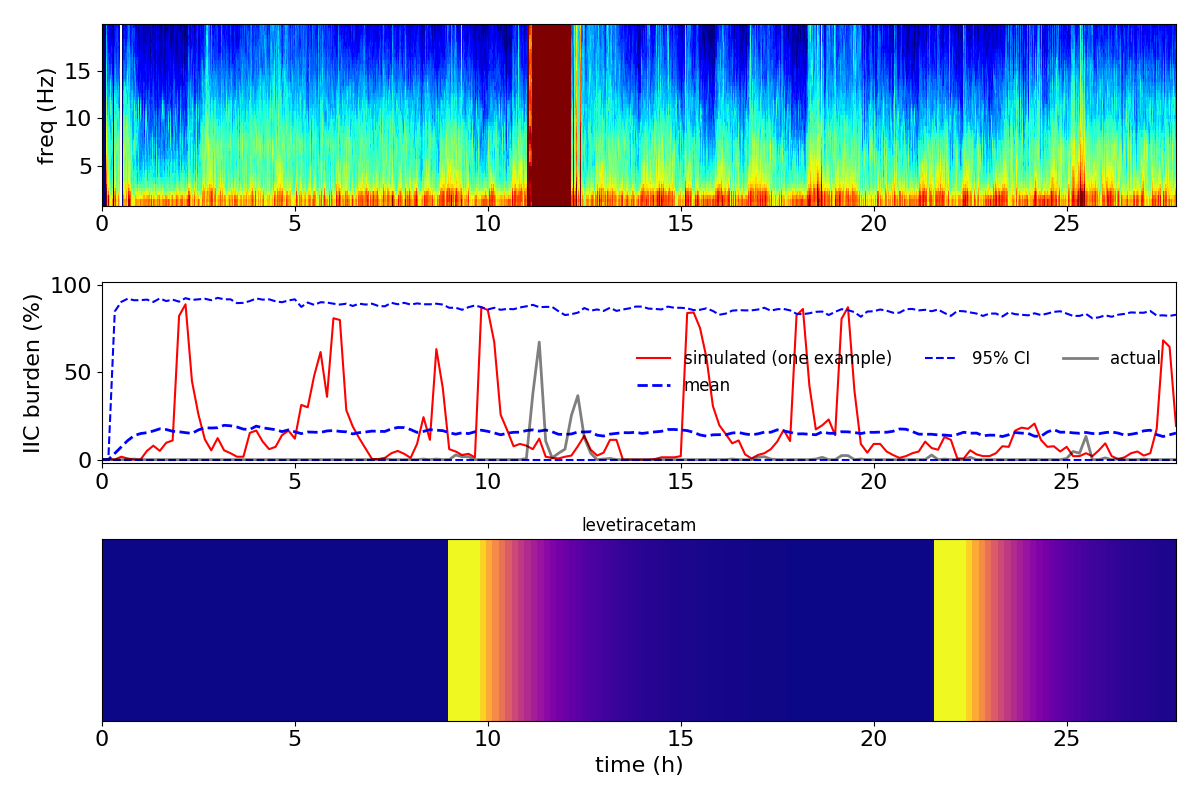 freq (Hz)
15
10
5
0 5 10 15 20 25
IIC burden (%)
100
50
0
simulated (one example)
mean
95% CI
actual
0 5 10 15 20 25
levetiracetam
0 5 10 15 20 25
time (h)